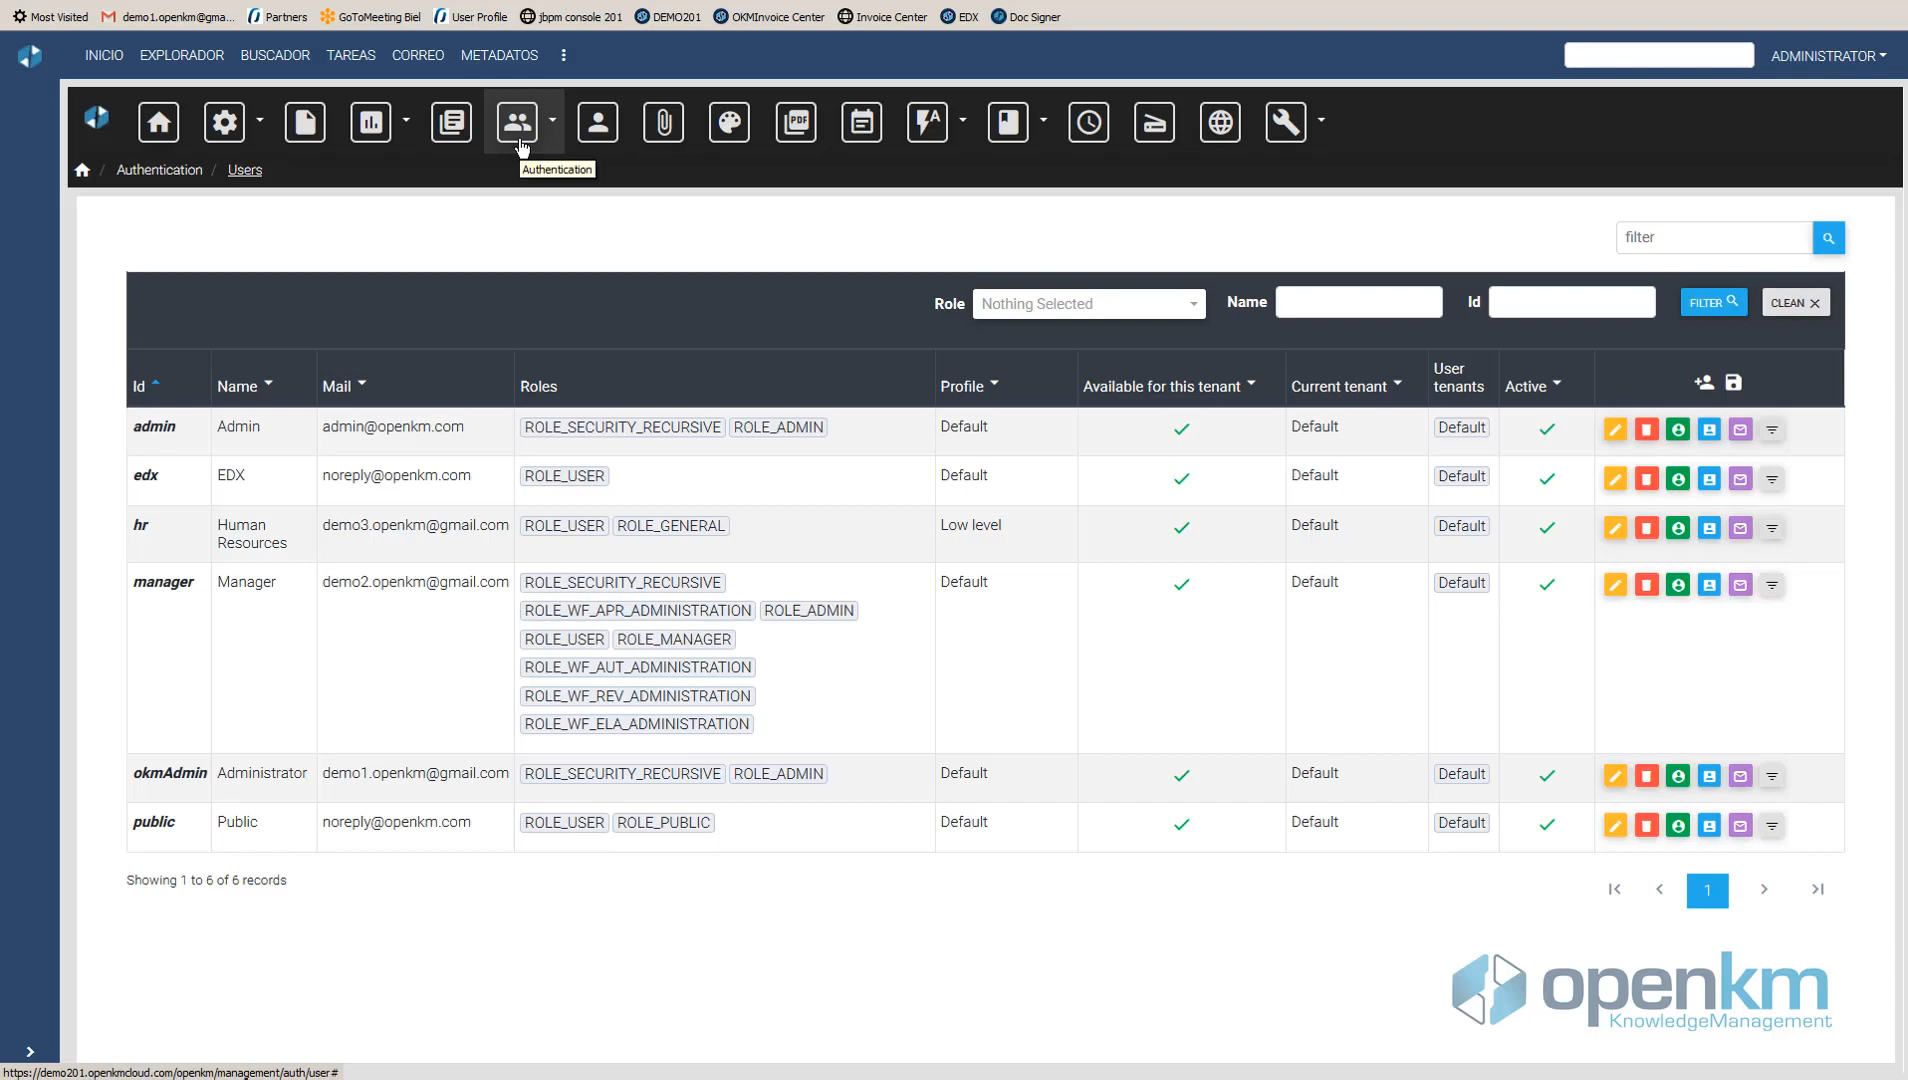 Most Visited demo1.openkm@gma... Partners GoToMeeting Biel User Profile jbpm console 201 DEMO201 OKMInvoice Center Invoice Center EDX Doc Signer
INICIO EXPLORADOR BUSCADOR TAREAS CORREO METADATOS ADMINISTRATOR
PDF A
/ Authentication / Users
Authentication
filter
Role Nothing Selected Name Id FILTER CLEAN
Id Name Mail Roles Profile Available for this tenant Current tenant User tenants Active
admin Admin admin@openkm.com ROLE_SECURITY_RECURSIVE ROLE_ADMIN Default Default Default
edx EDX noreply@openkm.com ROLE_USER Default Default Default
hr Human Resources demo3.openkm@gmail.com ROLE_USER ROLE_GENERAL Low level Default Default
manager Manager demo2.openkm@gmail.com ROLE_SECURITY_RECURSIVE Default Default Default
ROLE_WF_APR_ADMINISTRATION ROLE_ADMIN
ROLE_USER ROLE_MANAGER
ROLE_WF_AUT_ADMINISTRATION
ROLE_WF_REV_ADMINISTRATION
ROLE_WF_ELA_ADMINISTRATION
okmAdmin Administrator demo1.openkm@gmail.com ROLE_SECURITY_RECURSIVE ROLE_ADMIN Default Default Default
public Public noreply@openkm.com ROLE_USER ROLE_PUBLIC Default Default Default
Showing 1 to 6 of 6 records 1
openkm
KnowledgeManagement
https://demo201.openkmcloud.com/openkm/management/auth/user#